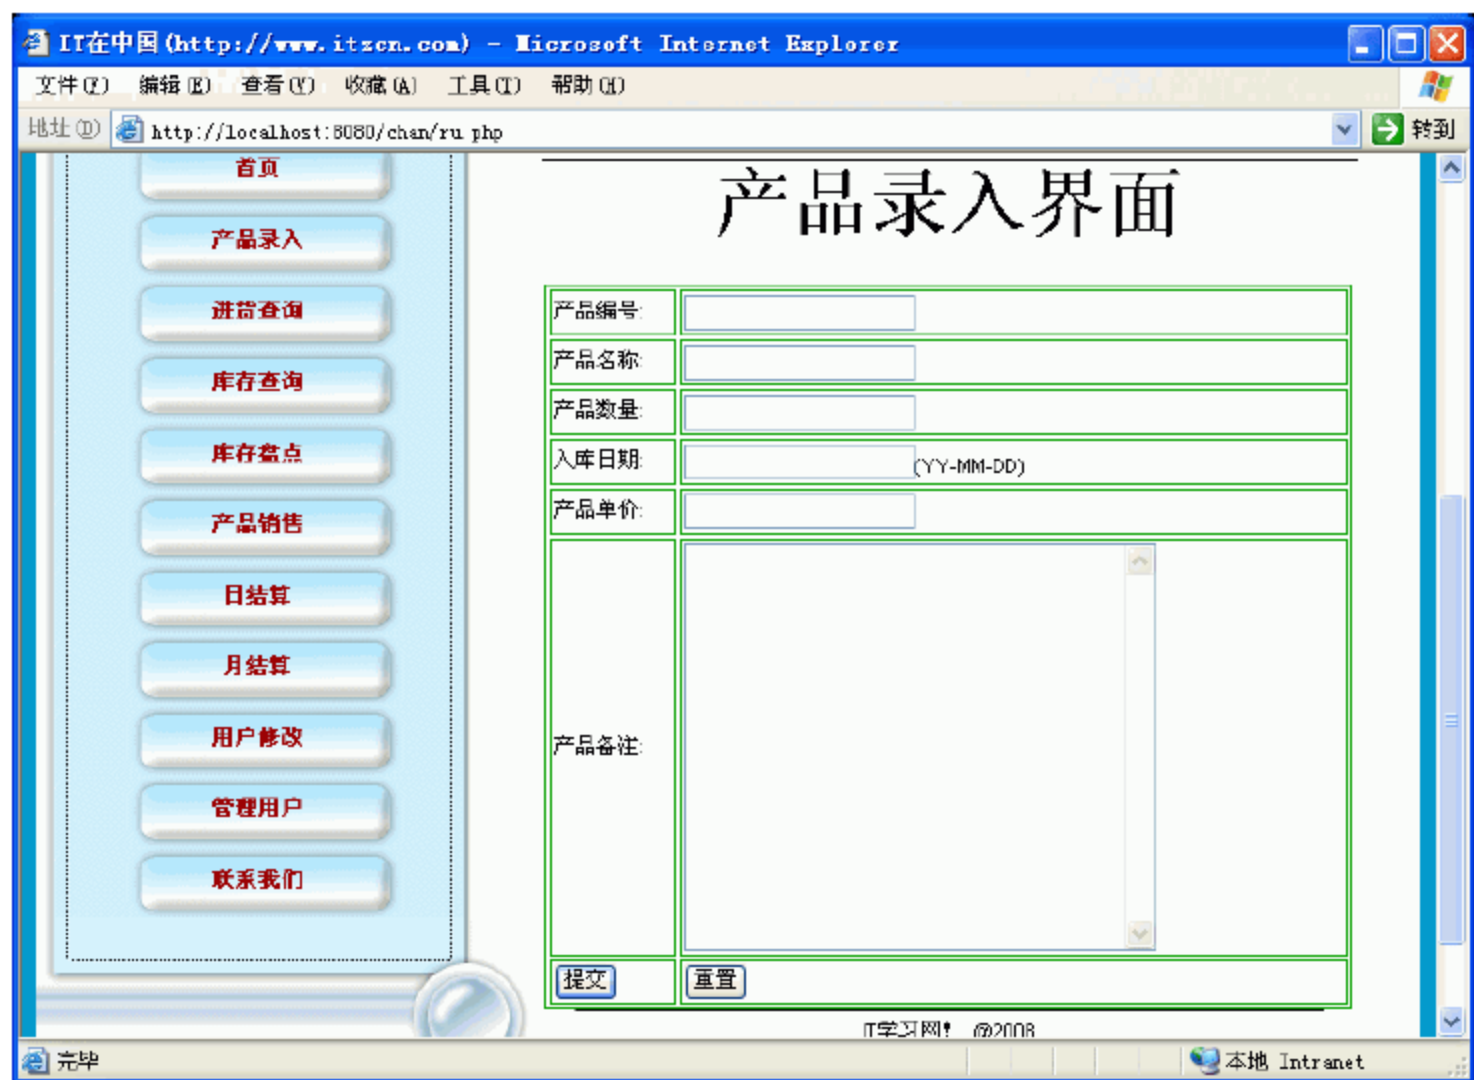 IT在中国(http://www.itzcn.com) - Microsoft Internet Explorer
文件(F) 编辑(E) 查看(V) 收藏(A) 工具(T) 帮助(H)
地址(D) http://localhost:8080/chan/ru php 转到
首页
产品录入
进货查询
库存查询
库存盘点
产品销售
日结算
月结算
用户修改
管理用户
联系我们
产品录入界面
产品编号:
产品名称:
产品数量:
入库日期: (YY-MM-DD)
产品单价:
产品备注:
提交 重置
IT学习网! @2008
完毕 本地 Intranet